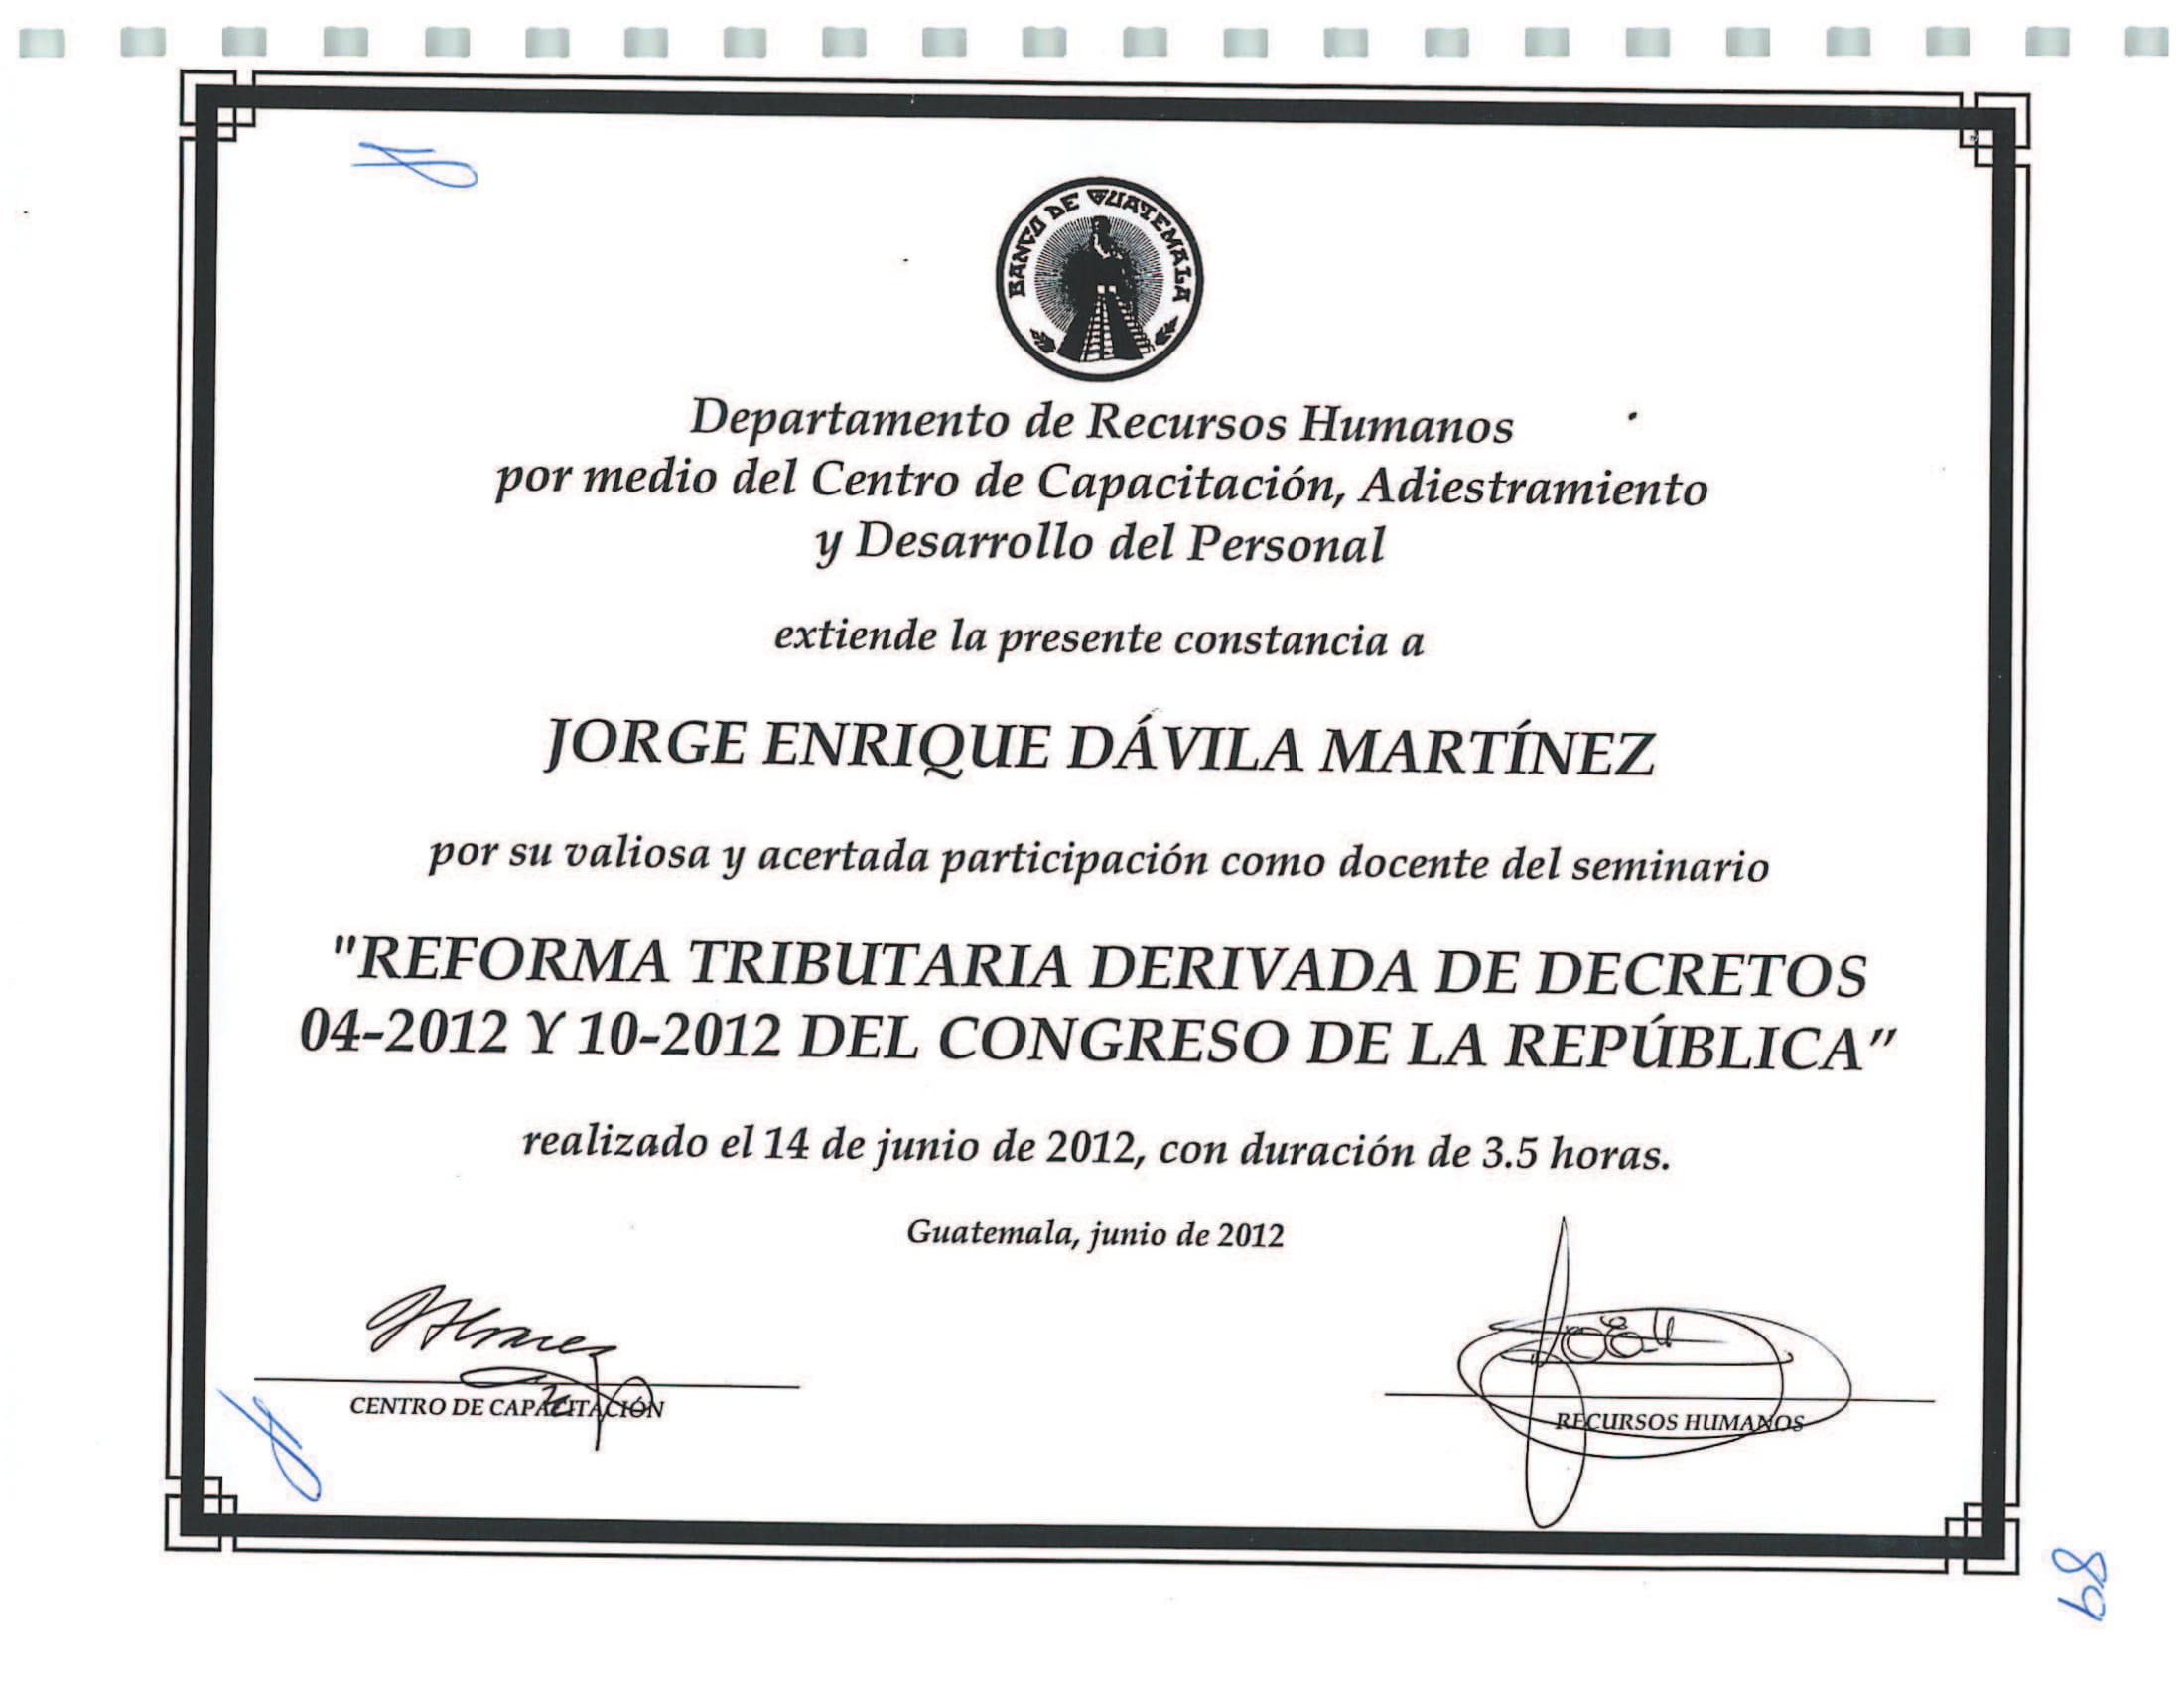 BANCO DE GUATEMALA
Departamento de Recursos Humanos
por medio del Centro de Capacitación, Adiestramiento
y Desarrollo del Personal
extiende la presente constancia a
JORGE ENRIQUE DÁVILA MARTÍNEZ
por su valiosa y acertada participación como docente del seminario
"REFORMA TRIBUTARIA DERIVADA DE DECRETOS
04-2012 Y 10-2012 DEL CONGRESO DE LA REPÚBLICA”
realizado el 14 de junio de 2012, con duración de 3.5 horas.
Guatemala, junio de 2012
CENTRO DE CAPACITACIÓN
RECURSOS HUMANOS
89